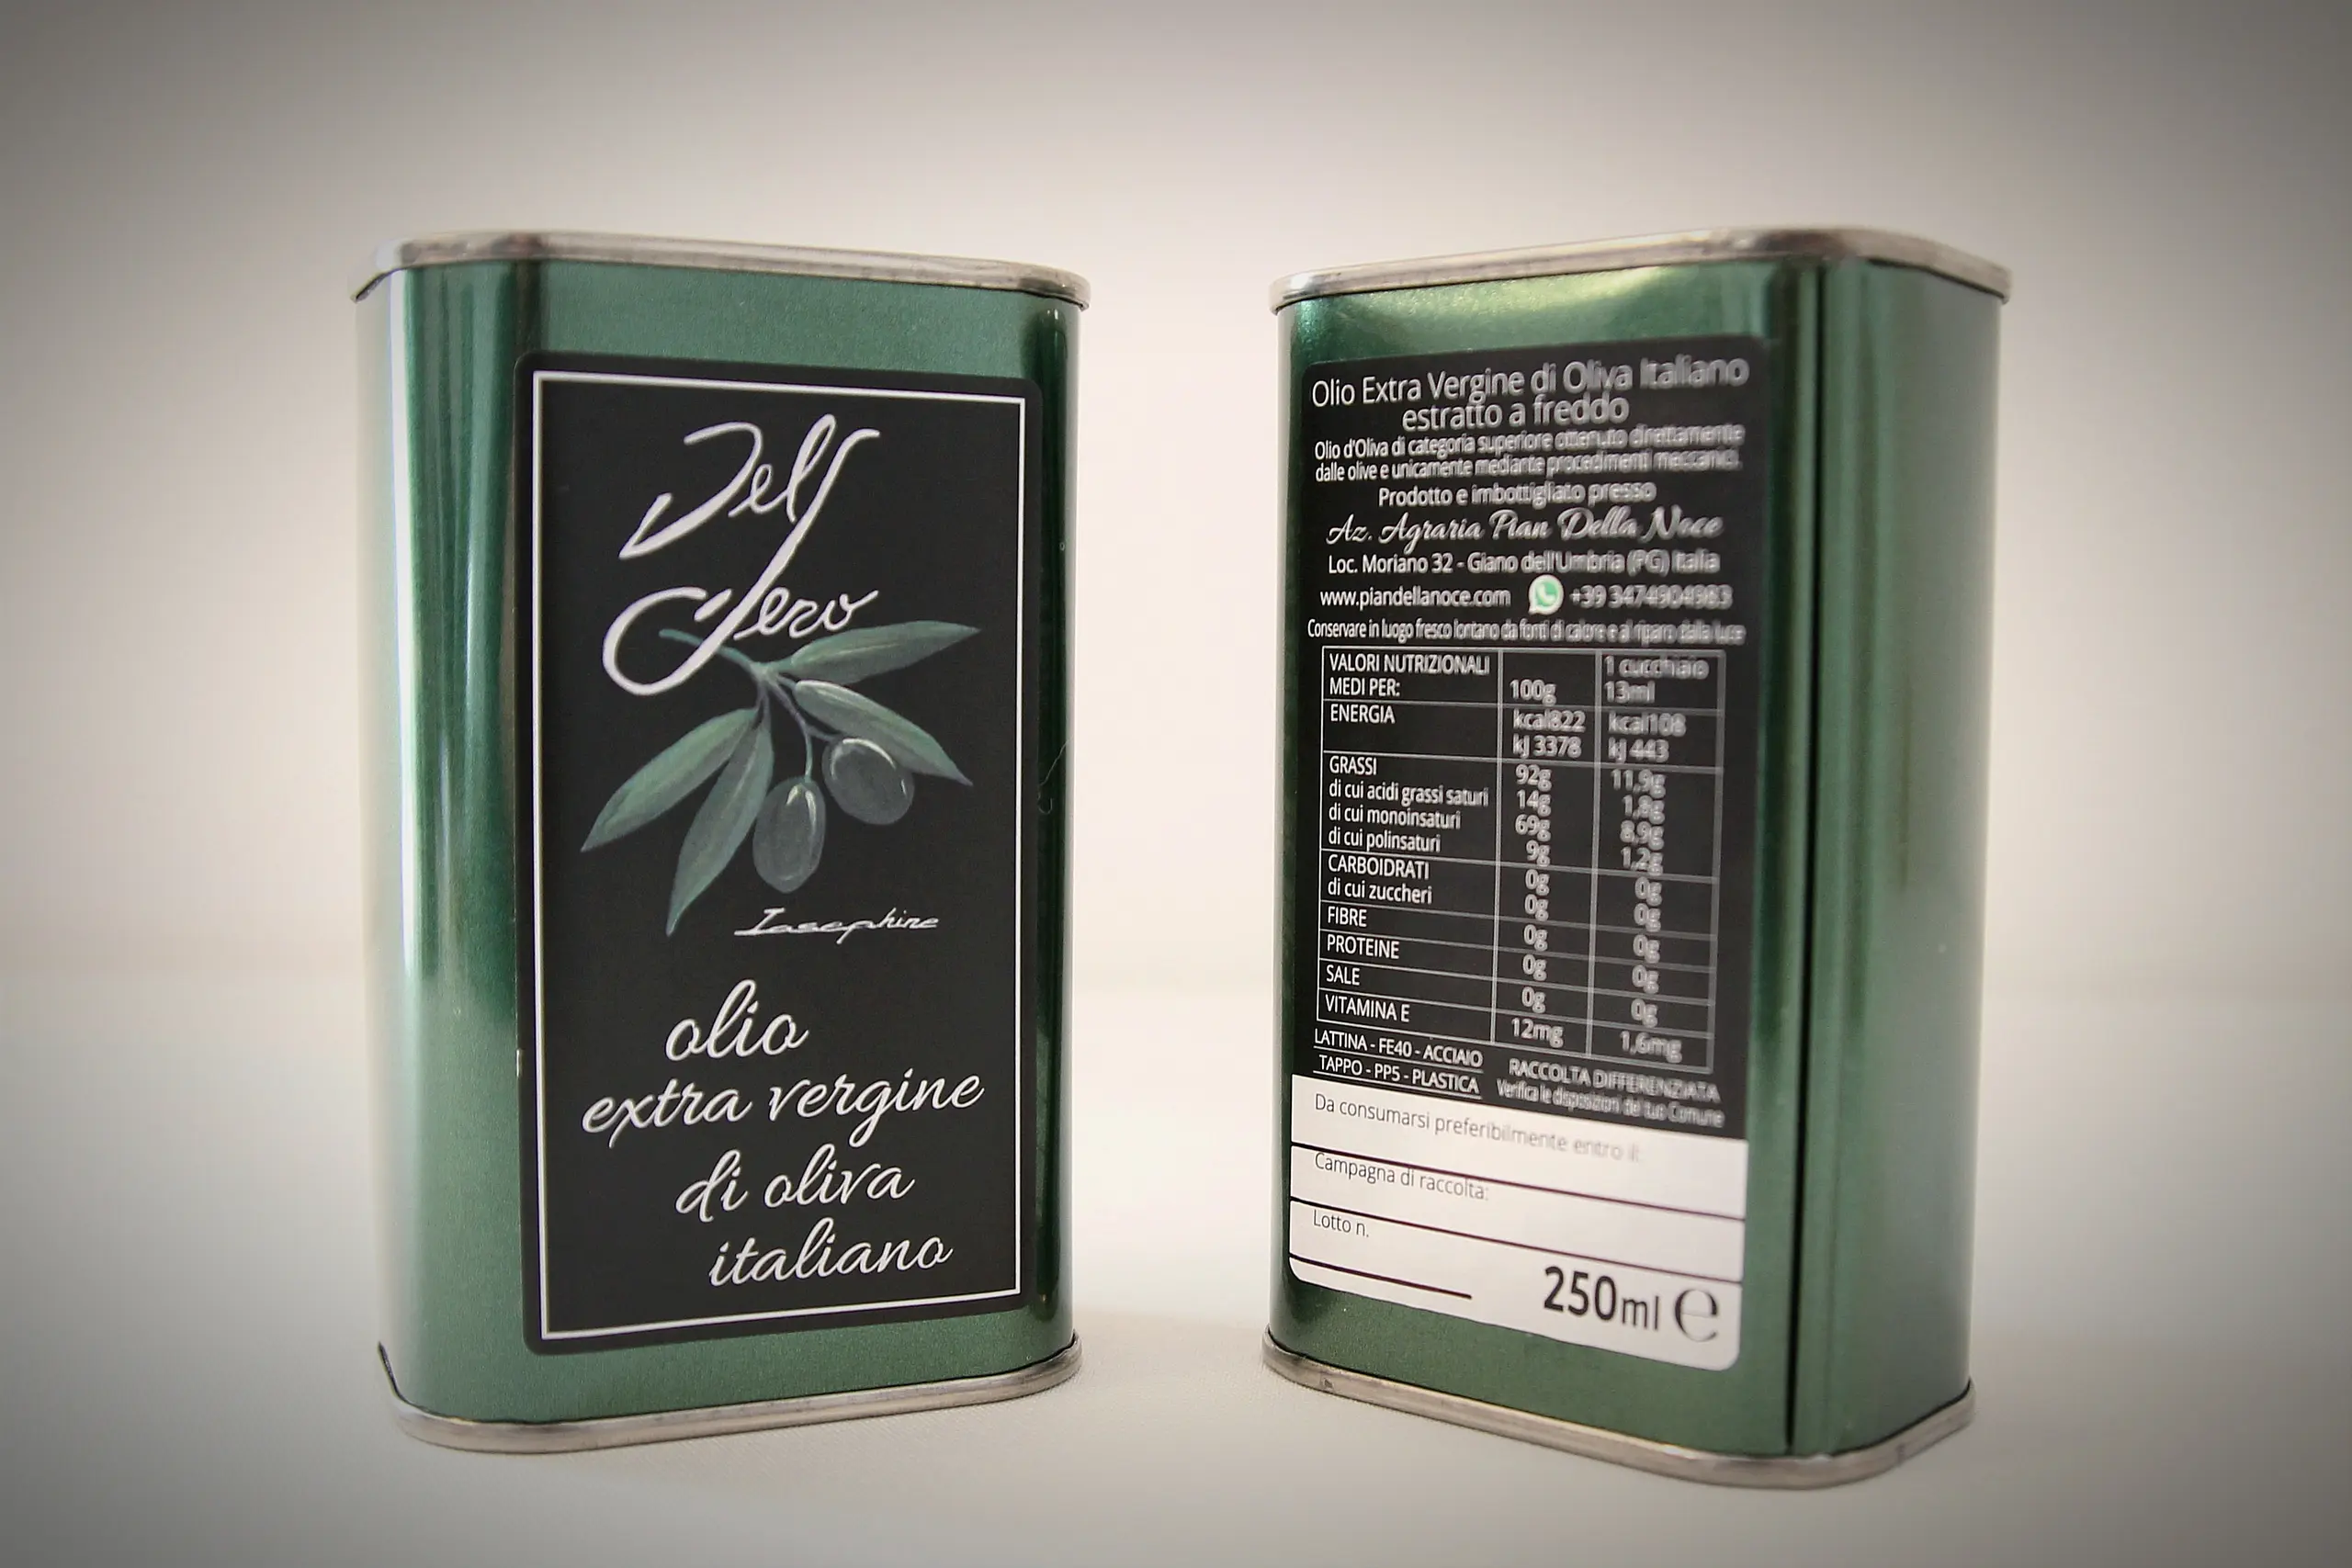 Delf
Gero
Iosephine
olio
extra vergine
di oliva
italiano
Olio Extra Vergine di Oliva Italiano
estratto a freddo
Olio d'Oliva di categoria superiore ottenuto direttamente
dalle olive e unicamente mediante procedimenti meccanici.
Prodotto e imbottigliato presso
Az. Agraria Pian Della Noce
Loc. Moriano 32 - Giano dell'Umbria (PG) Italia
www.piandellanoce.com +39 3474904983
Conservare in luogo fresco lontano da fonti di calore e al riparo dalla luce
VALORI NUTRIZIONALI 1 cucchiaio
MEDI PER: 100g 13ml
ENERGIA kcal822 kcal108
kJ 3378 kJ 443
GRASSI 92g 11,9g
di cui acidi grassi saturi 14g 1,8g
di cui monoinsaturi 69g 8,9g
di cui polinsaturi 9g 1,2g
CARBOIDRATI 0g 0g
di cui zuccheri 0g 0g
FIBRE 0g 0g
PROTEINE 0g 0g
SALE 0g 0g
VITAMINA E 12mg 1,6mg
LATTINA - FE40 - ACCIAIO RACCOLTA DIFFERENZIATA
TAPPO - PP5 - PLASTICA Verifica le disposizioni del tuo Comune
Da consumarsi preferibilmente entro il:
Campagna di raccolta:
Lotto n.
250ml e